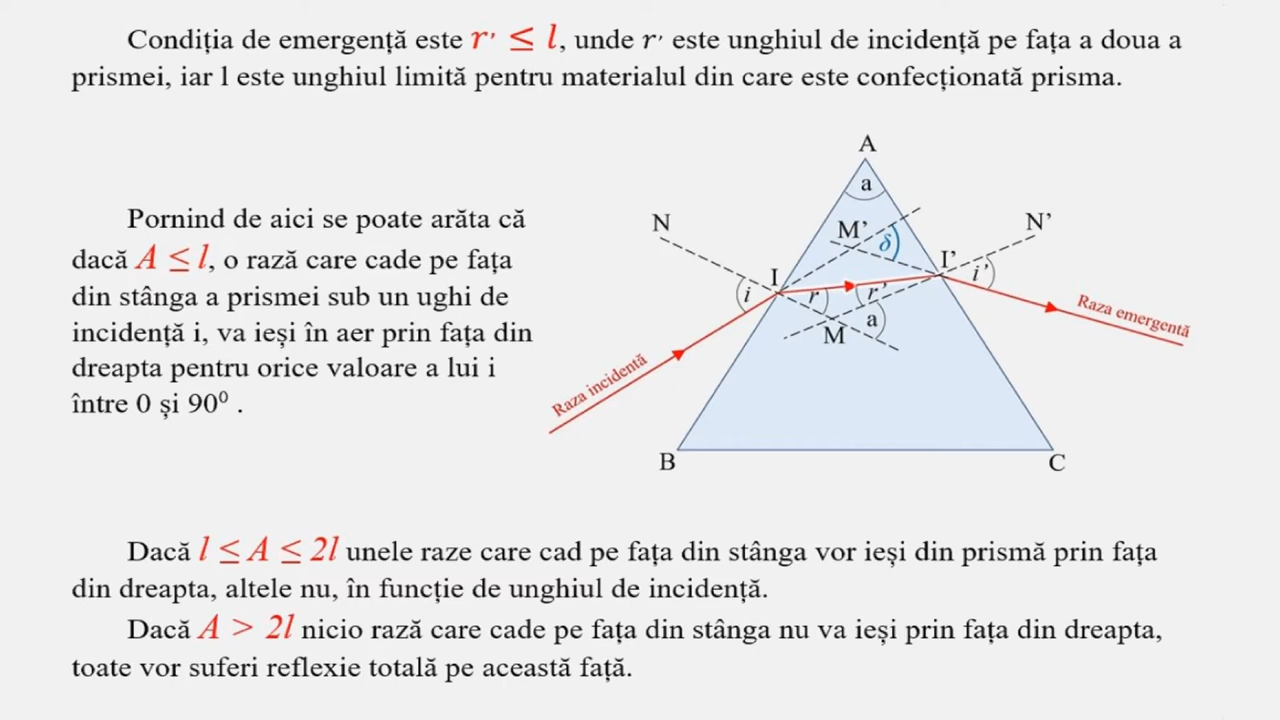 Condiția de emergență este r' ≤ l, unde r' este unghiul de incidență pe fața a doua a
prismei, iar l este unghiul limită pentru materialul din care este confecționată prisma.
Pornind de aici se poate arăta că
dacă A ≤ l, o rază care cade pe fața
din stânga a prismei sub un ughi de
incidență i, va ieși în aer prin fața din
dreapta pentru orice valoare a lui i
între 0 și 90⁰ .
A
a
N
M'
δ
N'
I
I'
i
r
r'
i'
a
M
Raza incidentă
Raza emergentă
B
C
Dacă l ≤ A ≤ 2l unele raze care cad pe fața din stânga vor ieși din prismă prin fața
din dreapta, altele nu, în funcție de unghiul de incidență.
Dacă A > 2l nicio rază care cade pe fața din stânga nu va ieși prin fața din dreapta,
toate vor suferi reflexie totală pe această față.